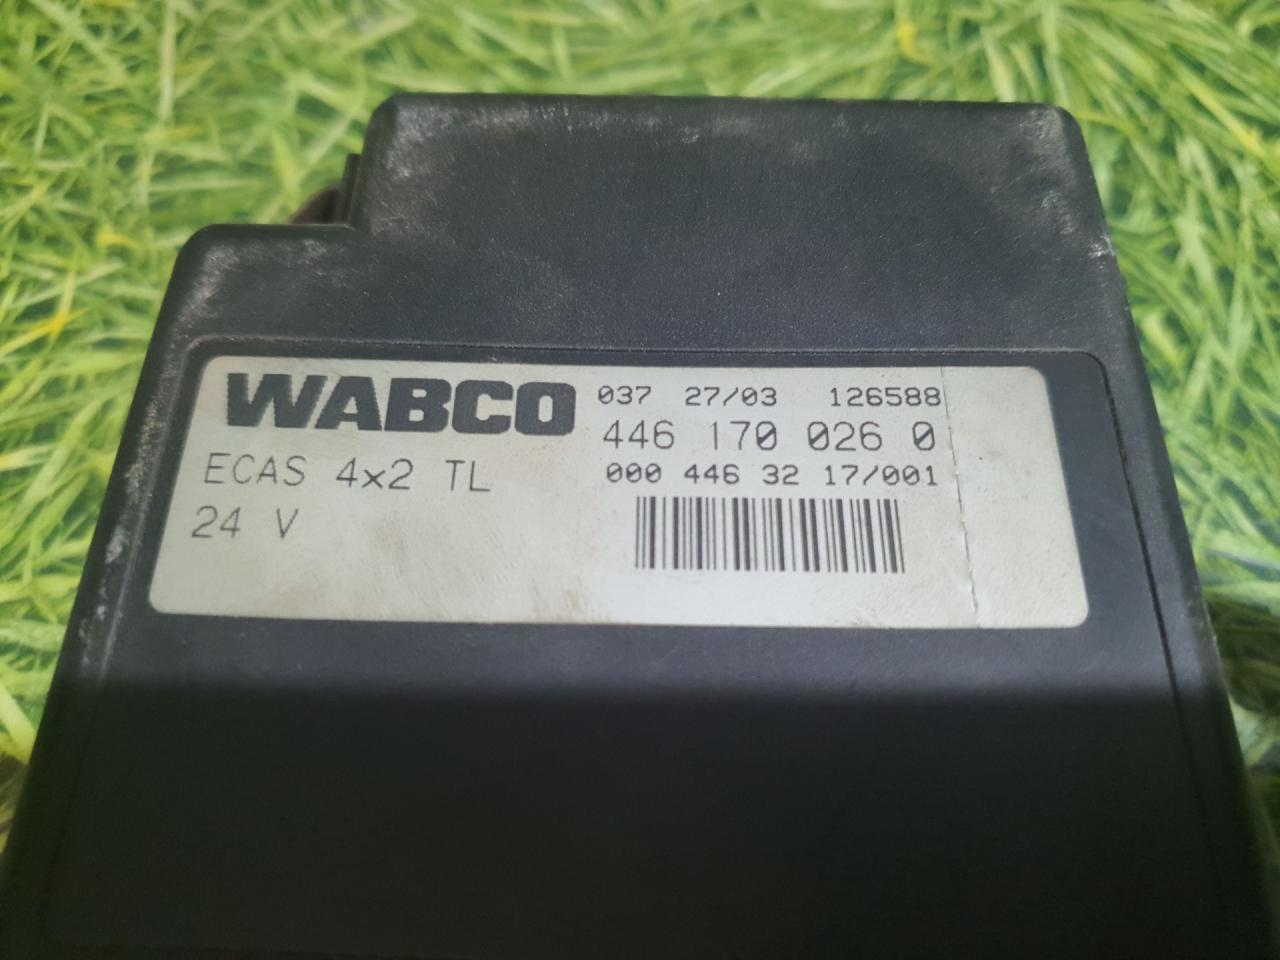 WABCO 037 27/03 126588
446 170 026 0
ECAS 4x2 TL 000 446 32 17/001
24 V